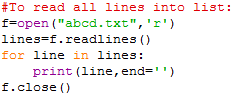 #To read all lines into list:
f=open("abcd.txt",'r')
lines=f.readlines()
for line in lines:
    print(line,end='')
f.close()